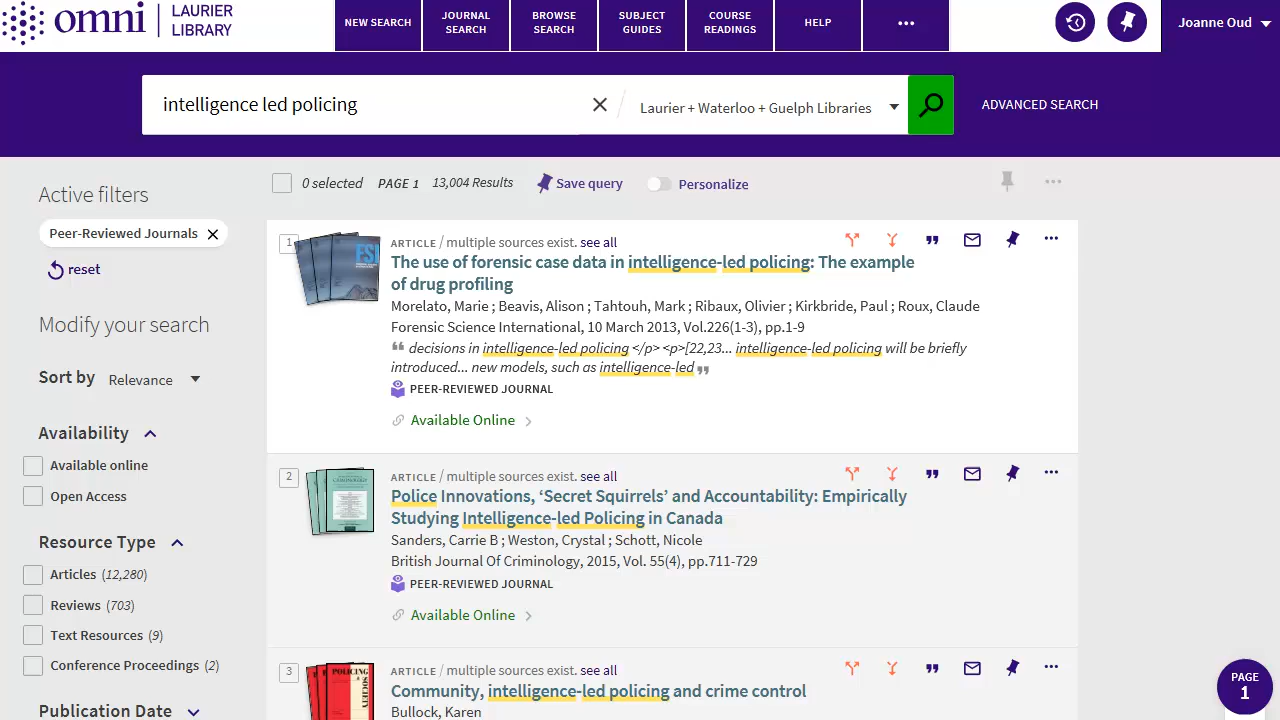 omni
LAURIER
LIBRARY
NEW SEARCH
JOURNAL
SEARCH
BROWSE
SEARCH
SUBJECT
GUIDES
COURSE
READINGS
HELP
•••
Joanne Oud
intelligence led policing
Laurier + Waterloo + Guelph Libraries
ADVANCED SEARCH
Active filters
Peer-Reviewed Journals
reset
Modify your search
Sort by Relevance
Availability
Available online
Open Access
Resource Type
Articles (12,280)
Reviews (703)
Text Resources (9)
Conference Proceedings (2)
Publication Date
0 selected PAGE 1 13,004 Results Save query Personalize
1
FSI
ARTICLE / multiple sources exist. see all
The use of forensic case data in intelligence-led policing: The example
of drug profiling
Morelato, Marie ; Beavis, Alison ; Tahtouh, Mark ; Ribaux, Olivier ; Kirkbride, Paul ; Roux, Claude
Forensic Science International, 10 March 2013, Vol.226(1-3), pp.1-9
❝ decisions in intelligence-led policing </p> <p>[22,23... intelligence-led policing will be briefly
introduced... new models, such as intelligence-led ❞
PEER-REVIEWED JOURNAL
Available Online
2
ARTICLE / multiple sources exist. see all
Police Innovations, ‘Secret Squirrels’ and Accountability: Empirically
Studying Intelligence-led Policing in Canada
Sanders, Carrie B ; Weston, Crystal ; Schott, Nicole
British Journal Of Criminology, 2015, Vol. 55(4), pp.711-729
PEER-REVIEWED JOURNAL
Available Online
3
POLICING
ARTICLE / multiple sources exist. see all
Community, intelligence-led policing and crime control
Bullock, Karen
PAGE
1